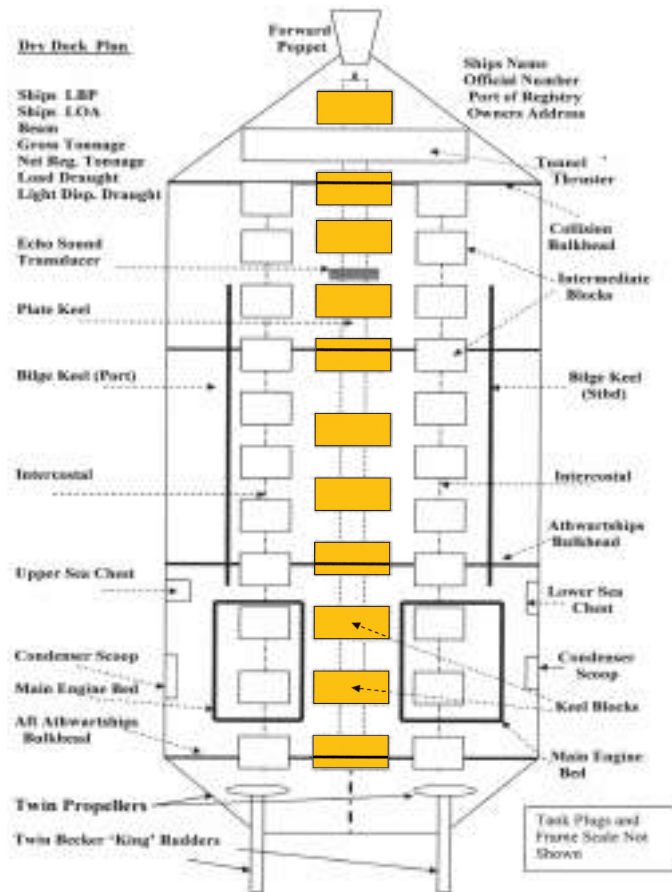 Forward
Poppet
Dry Dock Plan
Ships Name
Official Number
Port of Registry
Owners Address
Ships LBP
Ships LOA
Beam
Gross Tonnage
Net Reg. Tonnage
Load Draught
Light Disp. Draught
Tunnel
Thruster
Collision
Bulkhead
Echo Sound
Transducer
Intermediate
Blocks
Plate Keel
Bilge Keel (Port)
Bilge Keel
(Stbd)
Intercostal
Intercostal
Athwartships
Bulkhead
Upper Sea Chest
Lower Sea
Chest
Condenser Scoop
Condenser
Scoop
Main Engine Bed
Keel Blocks
Aft Athwartships
Bulkhead
Main Engine
Bed
Twin Propellers
Twin Becker 'King' Rudders
Tank Plugs and
Frame Scale Not
Shown